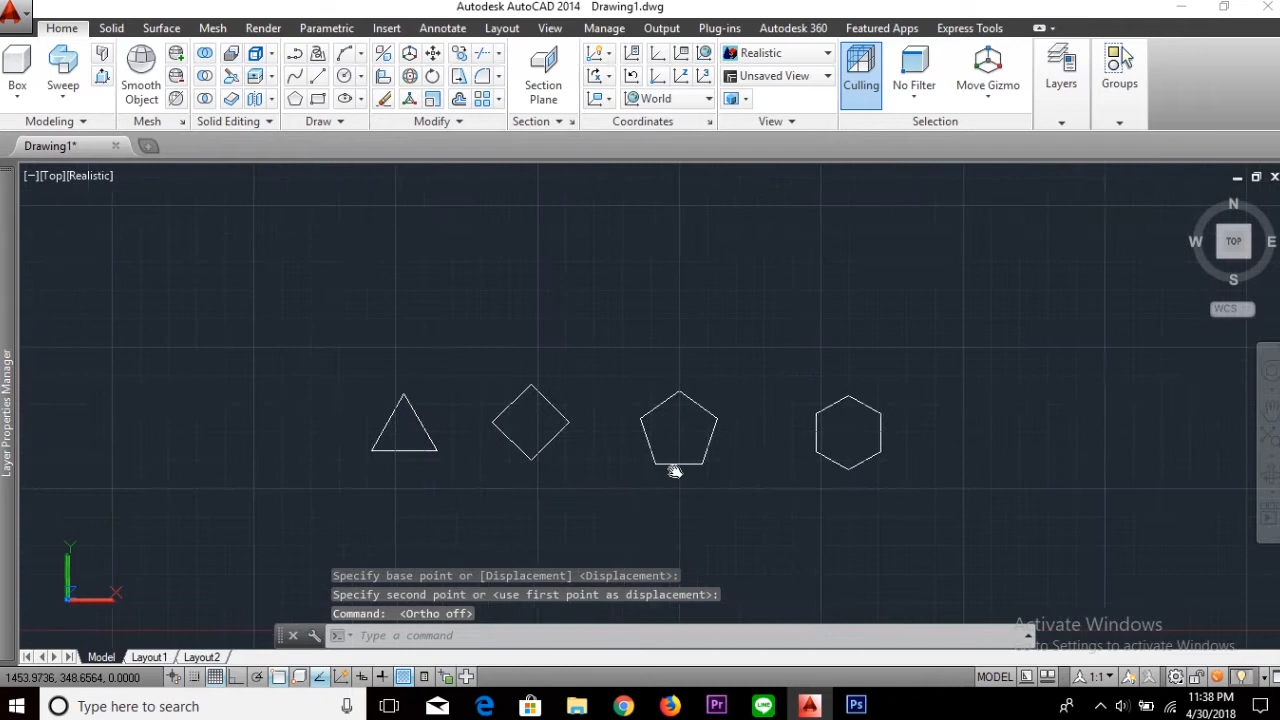 Autodesk AutoCAD 2014 Drawing1.dwg
Home Solid Surface Mesh Render Parametric Insert Annotate Layout View Manage Output Plug-ins Autodesk 360 Featured Apps Express Tools
Box Sweep Smooth Object Section Plane Realistic Unsaved View World Culling No Filter Move Gizmo Layers Groups
Modeling Mesh Solid Editing Draw Modify Section Coordinates View Selection
Drawing1*
[−][Top][Realistic]
N
W TOP E
S
WCS
Layer Properties Manager
Y
X
Specify base point or [Displacement] <Displacement>:
Specify second point or <use first point as displacement>:
Command: <Ortho off>
Type a command
Activate Windows
Go to Settings to activate Windows.
Model Layout1 Layout2
1453.9736, 348.6564, 0.0000 MODEL 1:1
Type here to search Pr LINE Ps 11:38 PM
4/30/2018